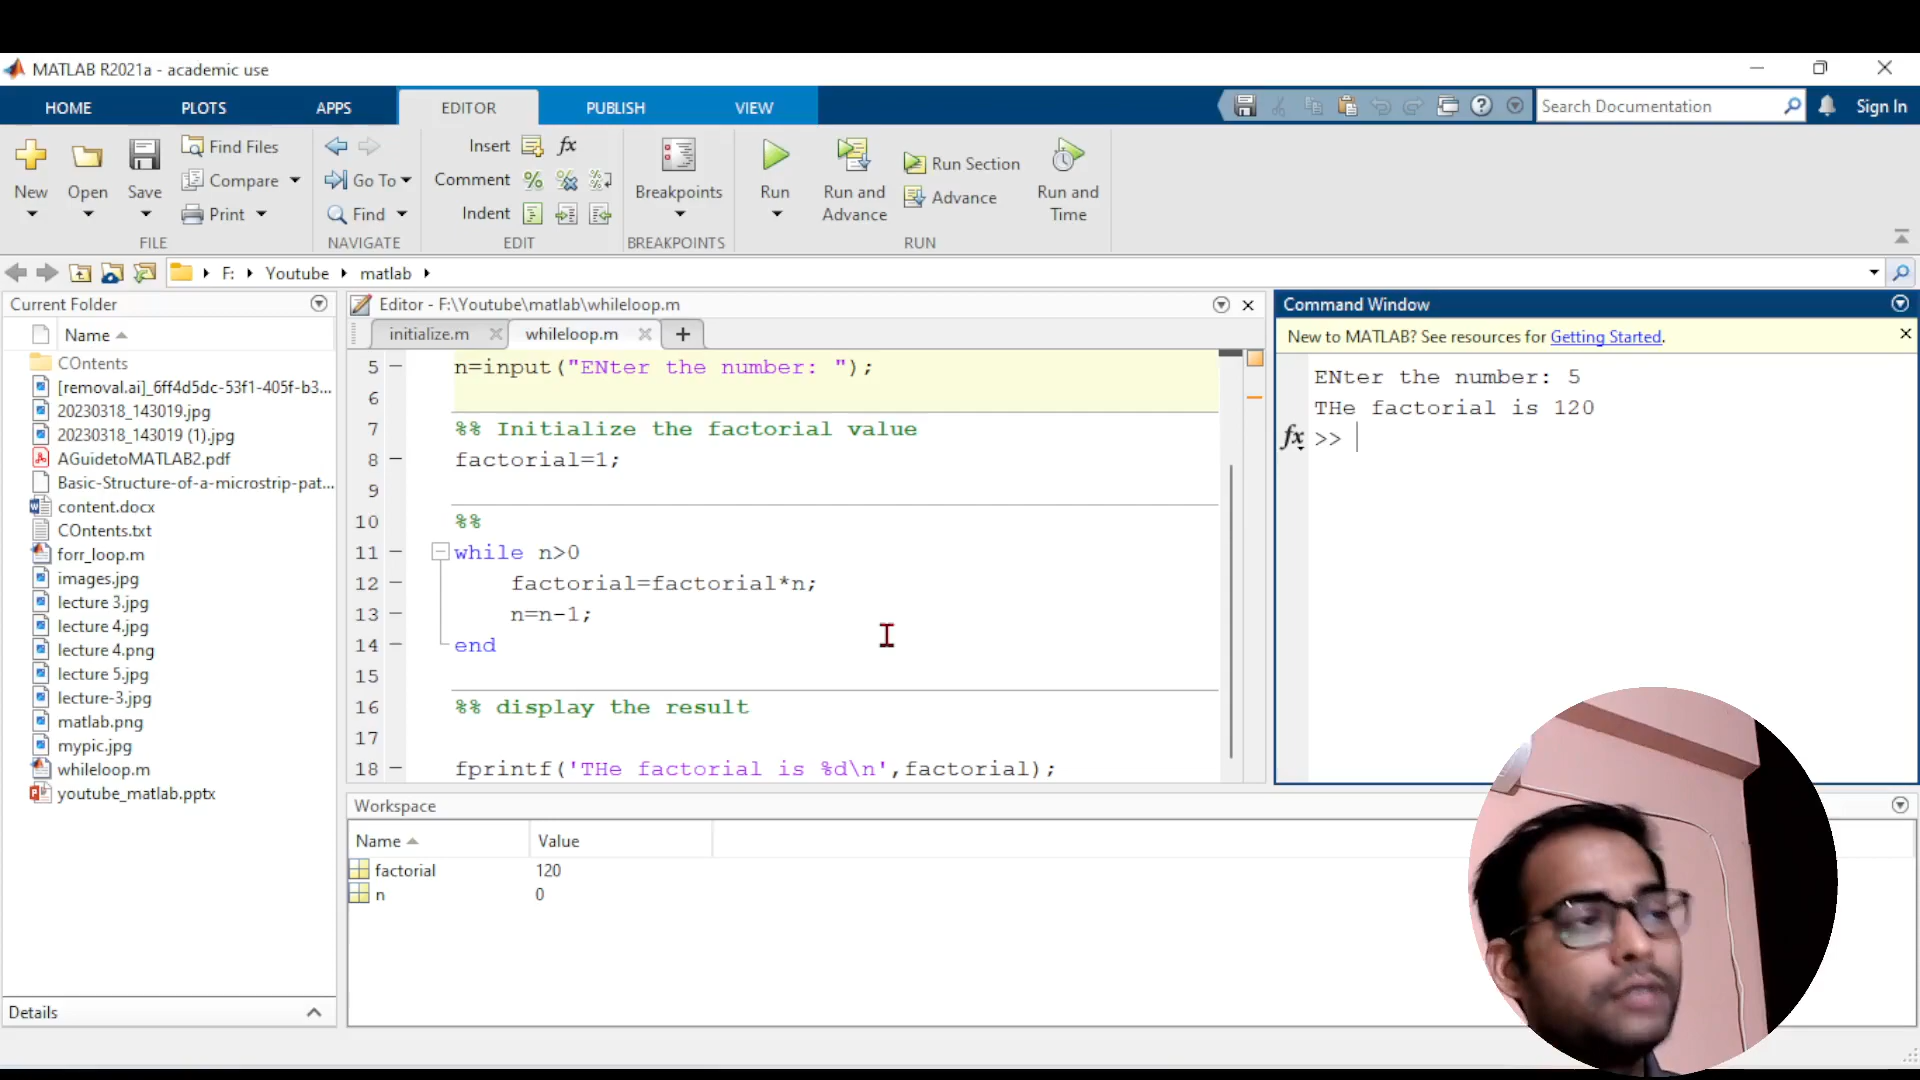 MATLAB R2021a - academic use
HOME PLOTS APPS EDITOR PUBLISH VIEW
Search Documentation
Sign In
New
Open
Save
Find Files
Compare
Print
FILE
Go To
Find
NAVIGATE
Insert fx
Comment
Indent
EDIT
Breakpoints
BREAKPOINTS
Run
Run and Advance
Run Section
Advance
Run and Time
RUN
F: Youtube matlab
Current Folder
Name
COntents
[removal.ai]_6ff4d5dc-53f1-405f-b3...
20230318_143019.jpg
20230318_143019 (1).jpg
AGuidetoMATLAB2.pdf
Basic-Structure-of-a-microstrip-pat...
content.docx
COntents.txt
forr_loop.m
images.jpg
lecture 3.jpg
lecture 4.jpg
lecture 4.png
lecture 5.jpg
lecture-3.jpg
matlab.png
mypic.jpg
whileloop.m
youtube_matlab.pptx
Details
Editor - F:\Youtube\matlab\whileloop.m
initialize.m whileloop.m +
5 n=input("ENter the number: ");
6
7 %% Initialize the factorial value
8 factorial=1;
9
10 %%
11 while n>0
12 factorial=factorial*n;
13 n=n-1;
14 end
15
16 %% display the result
17
18 fprintf('THe factorial is %d\n',factorial);
Command Window
New to MATLAB? See resources for Getting Started.
ENter the number: 5
THe factorial is 120
fx >>
Workspace
Name Value
factorial 120
n 0